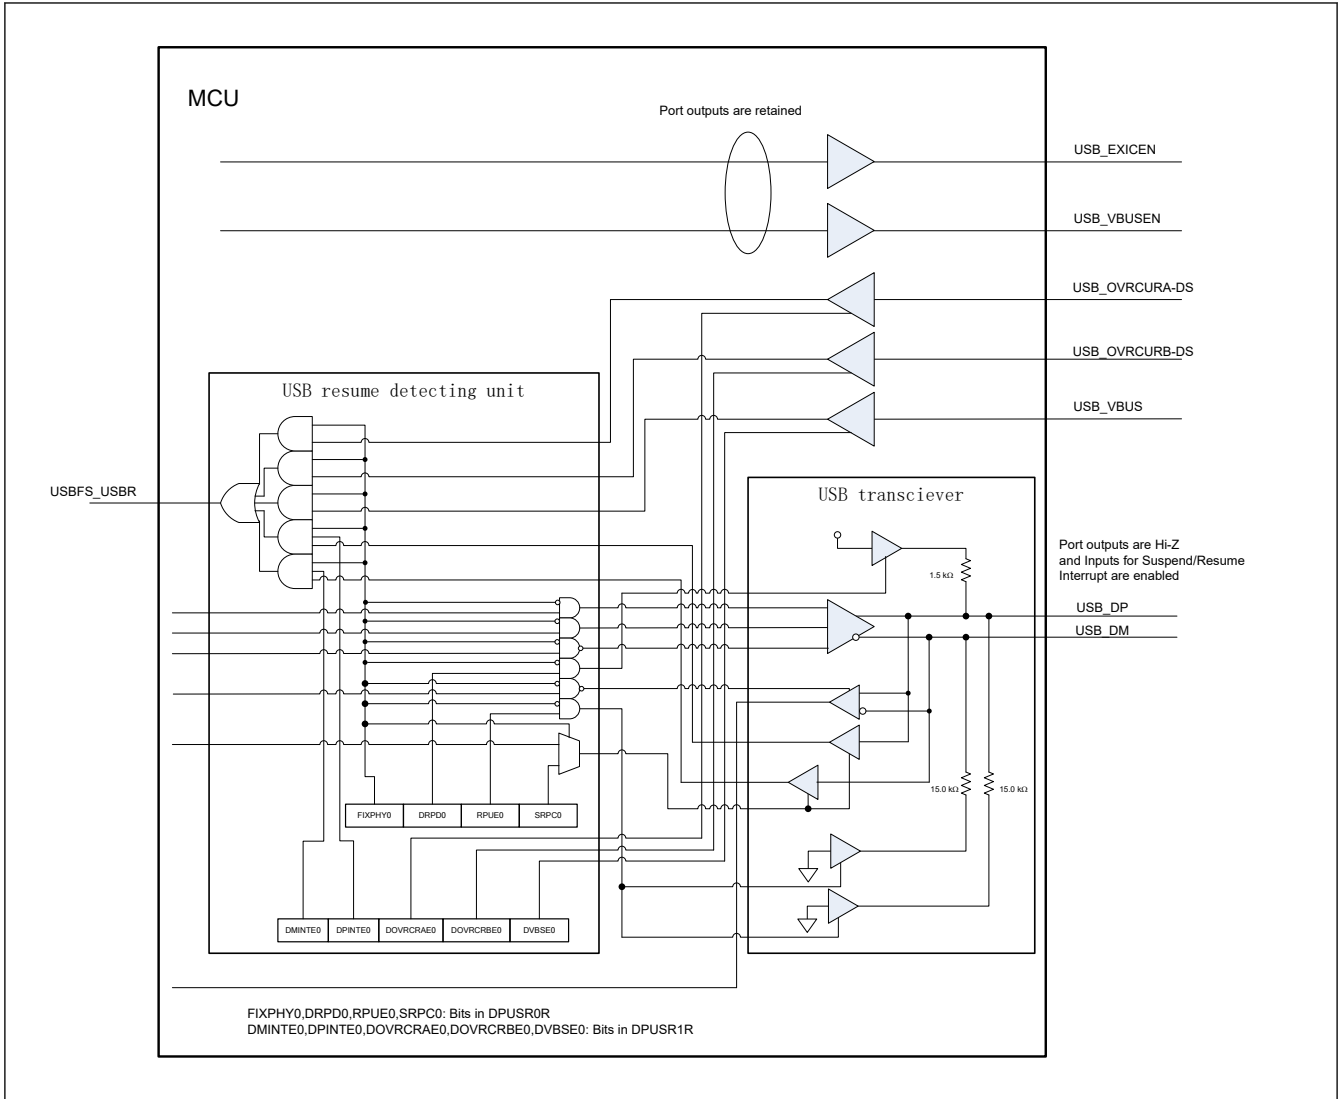 MCU
Port outputs are retained
USB_EXICEN
USB_VBUSEN
USB_OVRCURA-DS
USB_OVRCURB-DS
USB_VBUS
USB resume detecting unit
USBFS_USBR
USB transciever
1.5 kΩ
Port outputs are Hi-Z
and Inputs for Suspend/Resume
Interrupt are enabled
USB_DP
USB_DM
15.0 kΩ
15.0 kΩ
FIXPHY0
DRPD0
RPUE0
SRPC0
DMINTE0
DPINTE0
DOVRCRAE0
DOVRCRBE0
DVBSE0
FIXPHY0,DRPD0,RPUE0,SRPC0: Bits in DPUSR0R
DMINTE0,DPINTE0,DOVRCRAE0,DOVRCRBE0,DVBSE0: Bits in DPUSR1R